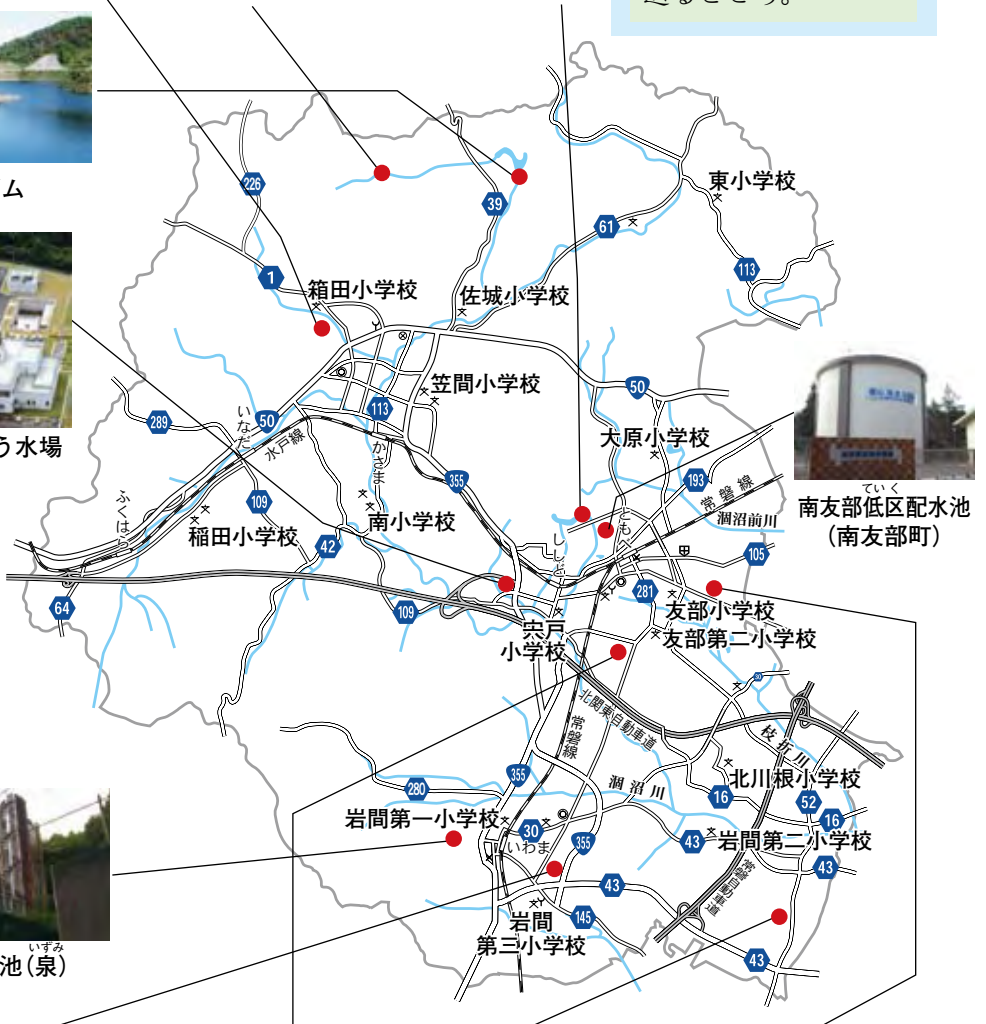 ム
う水場
池(泉)
いずみ
226
39
61
東小学校
113
1
箱田小学校
佐城小学校
笠間小学校
50
113
289
50
いなだ
水戸線
かさま
355
大原小学校
193
常磐線
涸沼前川
とも
ふくはら
109
稲田小学校
南小学校
42
ししど
105
281
64
109
友部小学校
友部第二小学校
宍戸
小学校
ていく
南友部低区配水池
(南友部町)
30
北関東自動車道
常磐線
枝折川
355
280
涸沼川
北川根小学校
16
52
16
岩間第一小学校
30
いわま
355
43
岩間第二小学校
43
常磐自動車道
43
145
岩間
第三小学校
43